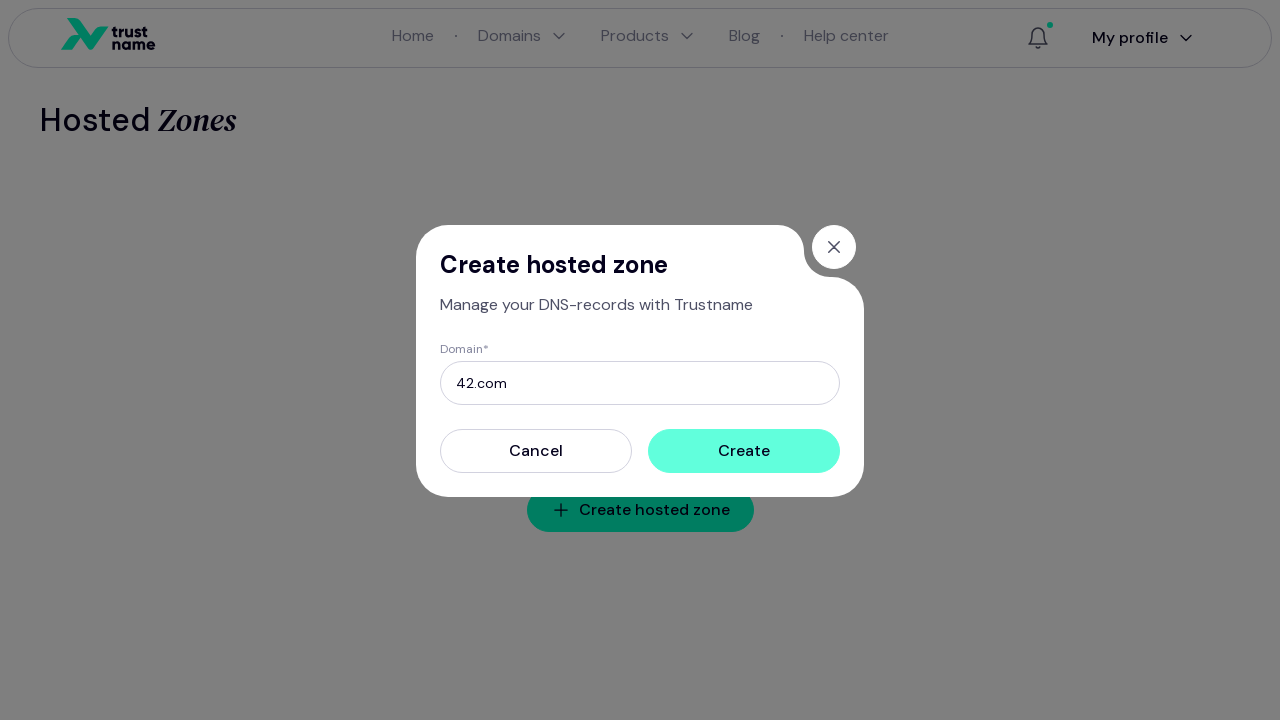 trust
name
Home · Domains Products Blog · Help center
My profile
Hosted Zones
Create hosted zone
Manage your DNS-records with Trustname
Domain*
42.com
Cancel
Create
Create hosted zone